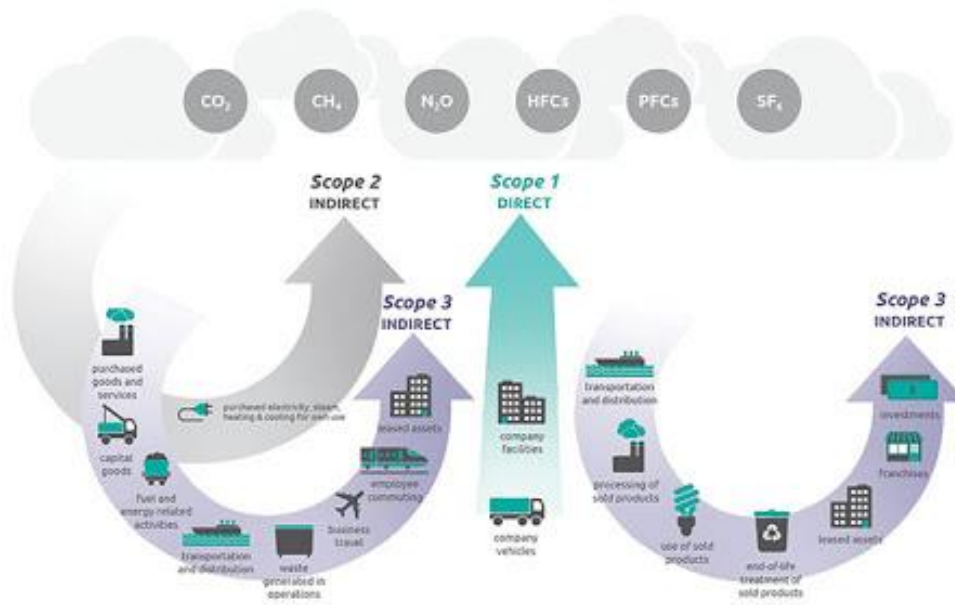 CO₂
CH₄
N₂O
HFCs
PFCs
SF₆
Scope 2
INDIRECT
Scope 1
DIRECT
Scope 3
INDIRECT
Scope 3
INDIRECT
purchased
goods and
services
capital
goods
fuel and
energy related
activities
transportation
and distribution
waste
generated in
operations
business
travel
employee
commuting
leased assets
purchased electricity, steam,
heating & cooling for own use
company
facilities
company
vehicles
transportation
and distribution
processing of
sold products
use of sold
products
end-of-life
treatment of
sold products
leased assets
franchises
investments